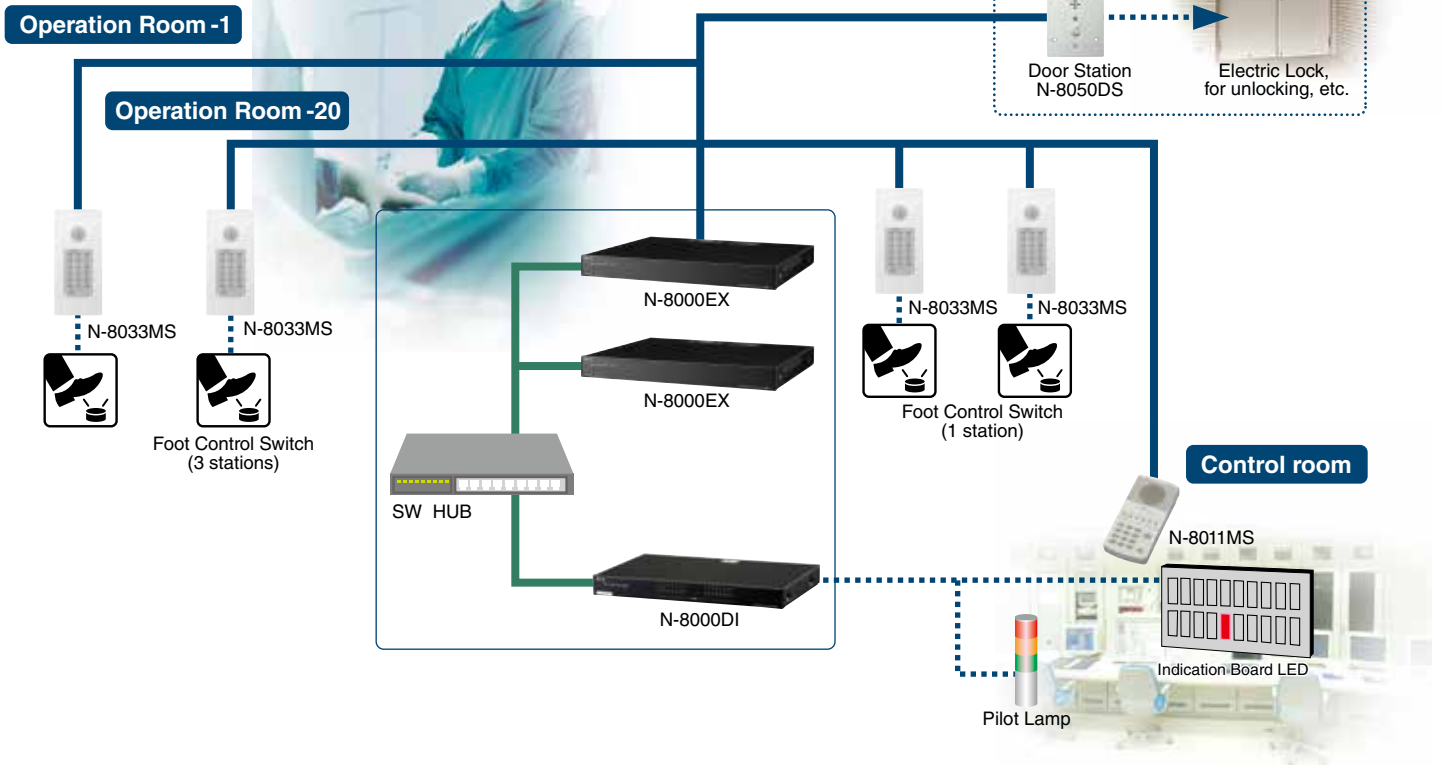 Operation Room -1
Door Station
N-8050DS
Electric Lock,
for unlocking, etc.
Operation Room -20
N-8033MS
N-8033MS
Foot Control Switch
(3 stations)
N-8000EX
N-8000EX
SW HUB
N-8000DI
N-8033MS
N-8033MS
Foot Control Switch
(1 station)
Control room
N-8011MS
Indication Board LED
Pilot Lamp